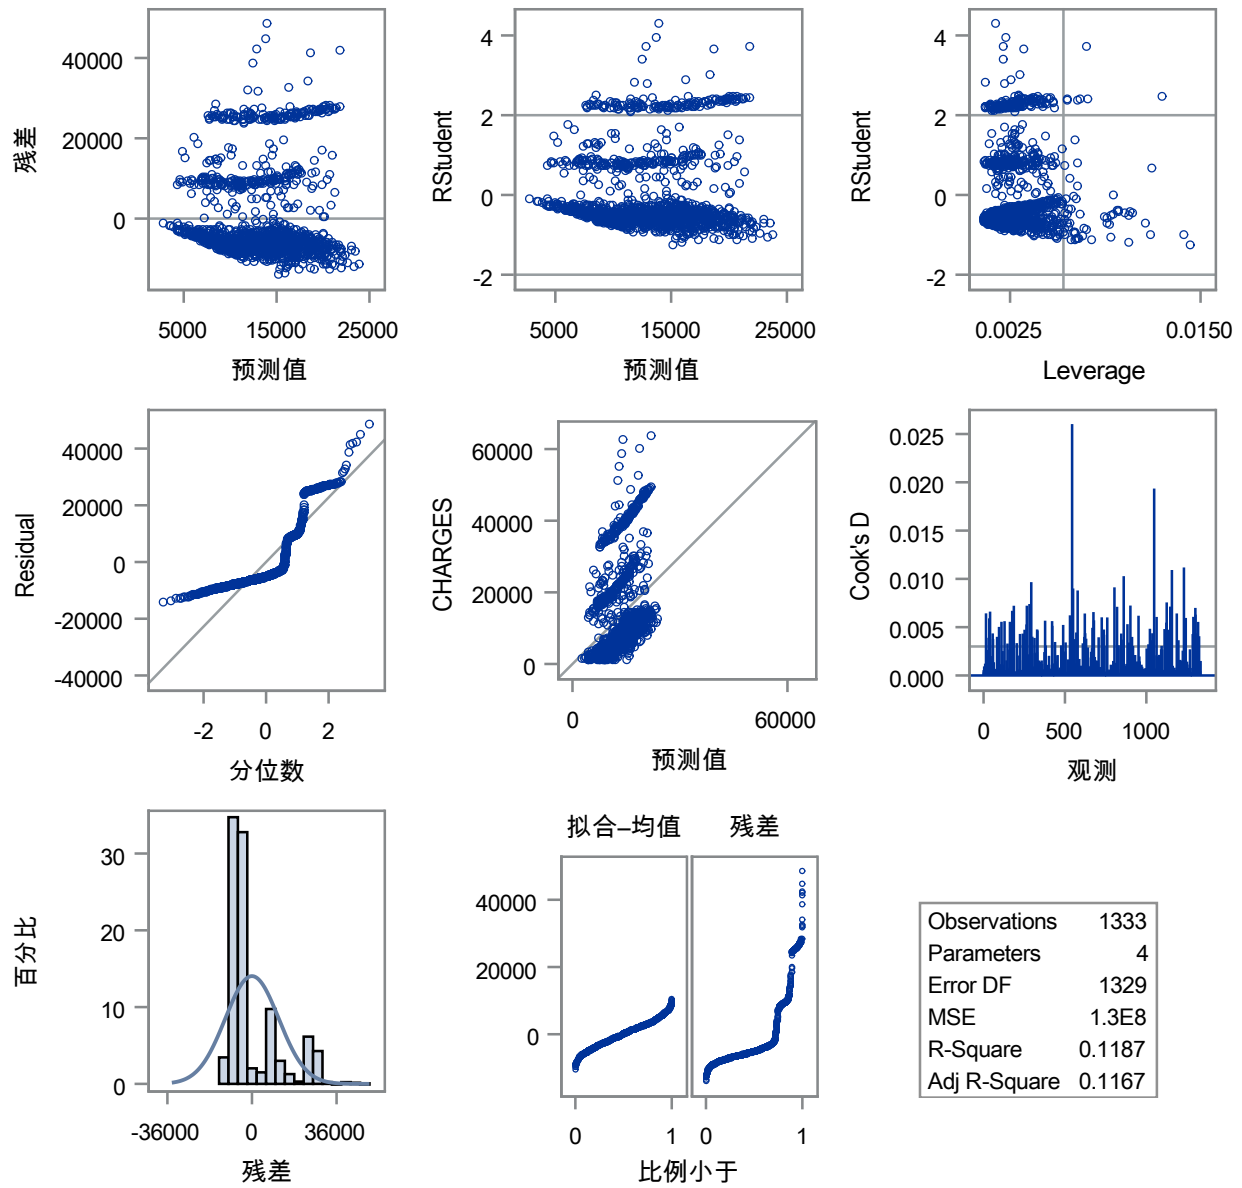 残差
40000
20000
0
5000
15000
25000
预测值
RStudent
4
2
0
-2
5000
15000
25000
预测值
RStudent
4
2
0
-2
0.0025
0.0150
Leverage
Residual
40000
20000
0
-20000
-40000
-2
0
2
分位数
CHARGES
60000
40000
20000
0
0
60000
预测值
Cook's D
0.025
0.020
0.015
0.010
0.005
0.000
0
500
1000
观测
百分比
30
20
10
0
-36000
0
36000
残差
拟合–均值
残差
40000
20000
0
0
1
0
1
比例小于
Observations 1333
Parameters 4
Error DF 1329
MSE 1.3E8
R-Square 0.1187
Adj R-Square 0.1167